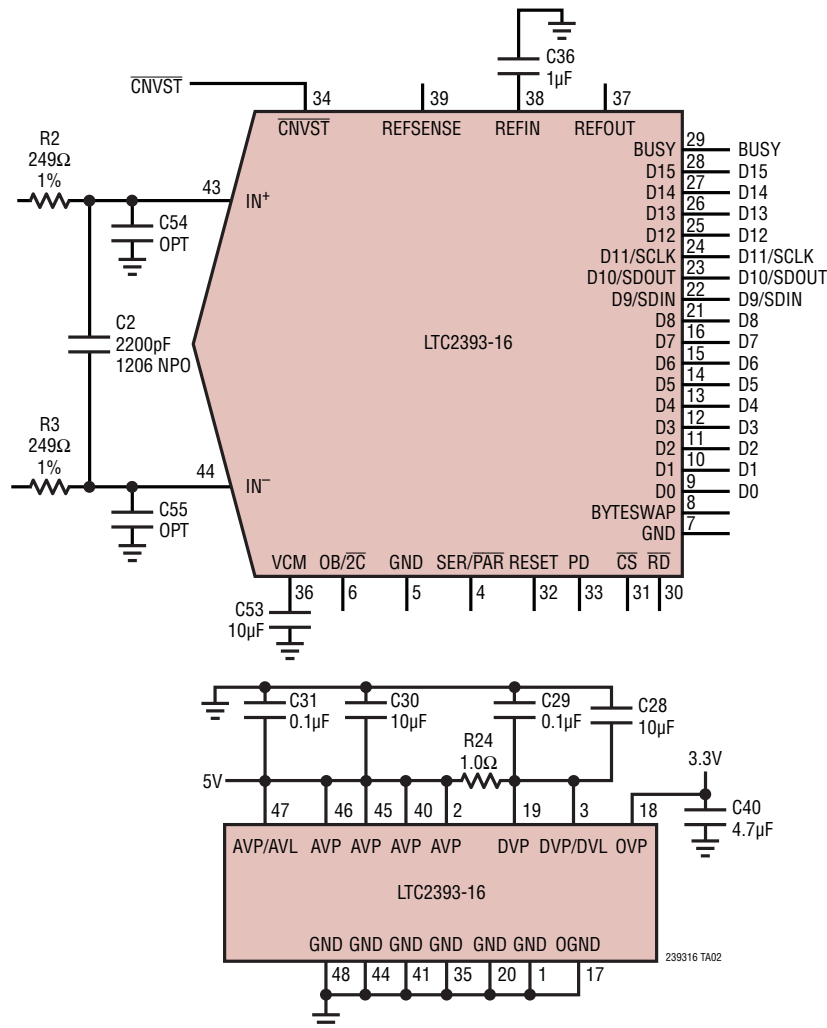 C36
1µF
C̅N̅V̅S̅T̅
34
39
38
37
C̅N̅V̅S̅T̅
REFSENSE
REFIN
REFOUT
R2
249Ω
1%
43
IN⁺
C54
OPT
C2
2200pF
1206 NPO
LTC2393-16
R3
249Ω
1%
44
IN⁻
C55
OPT
BUSY 29 BUSY
D15 28 D15
D14 27 D14
D13 26 D13
D12 25 D12
D11/SCLK 24 D11/SCLK
D10/SDOUT 23 D10/SDOUT
D9/SDIN 22 D9/SDIN
D8 21 D8
D7 16 D7
D6 15 D6
D5 14 D5
D4 13 D4
D3 12 D3
D2 11 D2
D1 10 D1
D0 9 D0
BYTESWAP 8
GND 7
VCM OB/2̅C̅ GND SER/P̅A̅R̅ RESET PD C̅S̅ R̅D̅
36 6 5 4 32 33 31 30
C53
10µF
C31
0.1µF
C30
10µF
C29
0.1µF
C28
10µF
R24
1.0Ω
5V
3.3V
47 46 45 40 2 19 3 18
C40
4.7µF
AVP/AVL AVP AVP AVP AVP DVP DVP/DVL OVP
LTC2393-16
GND GND GND GND GND GND OGND
239316 TA02
48 44 41 35 20 1 17